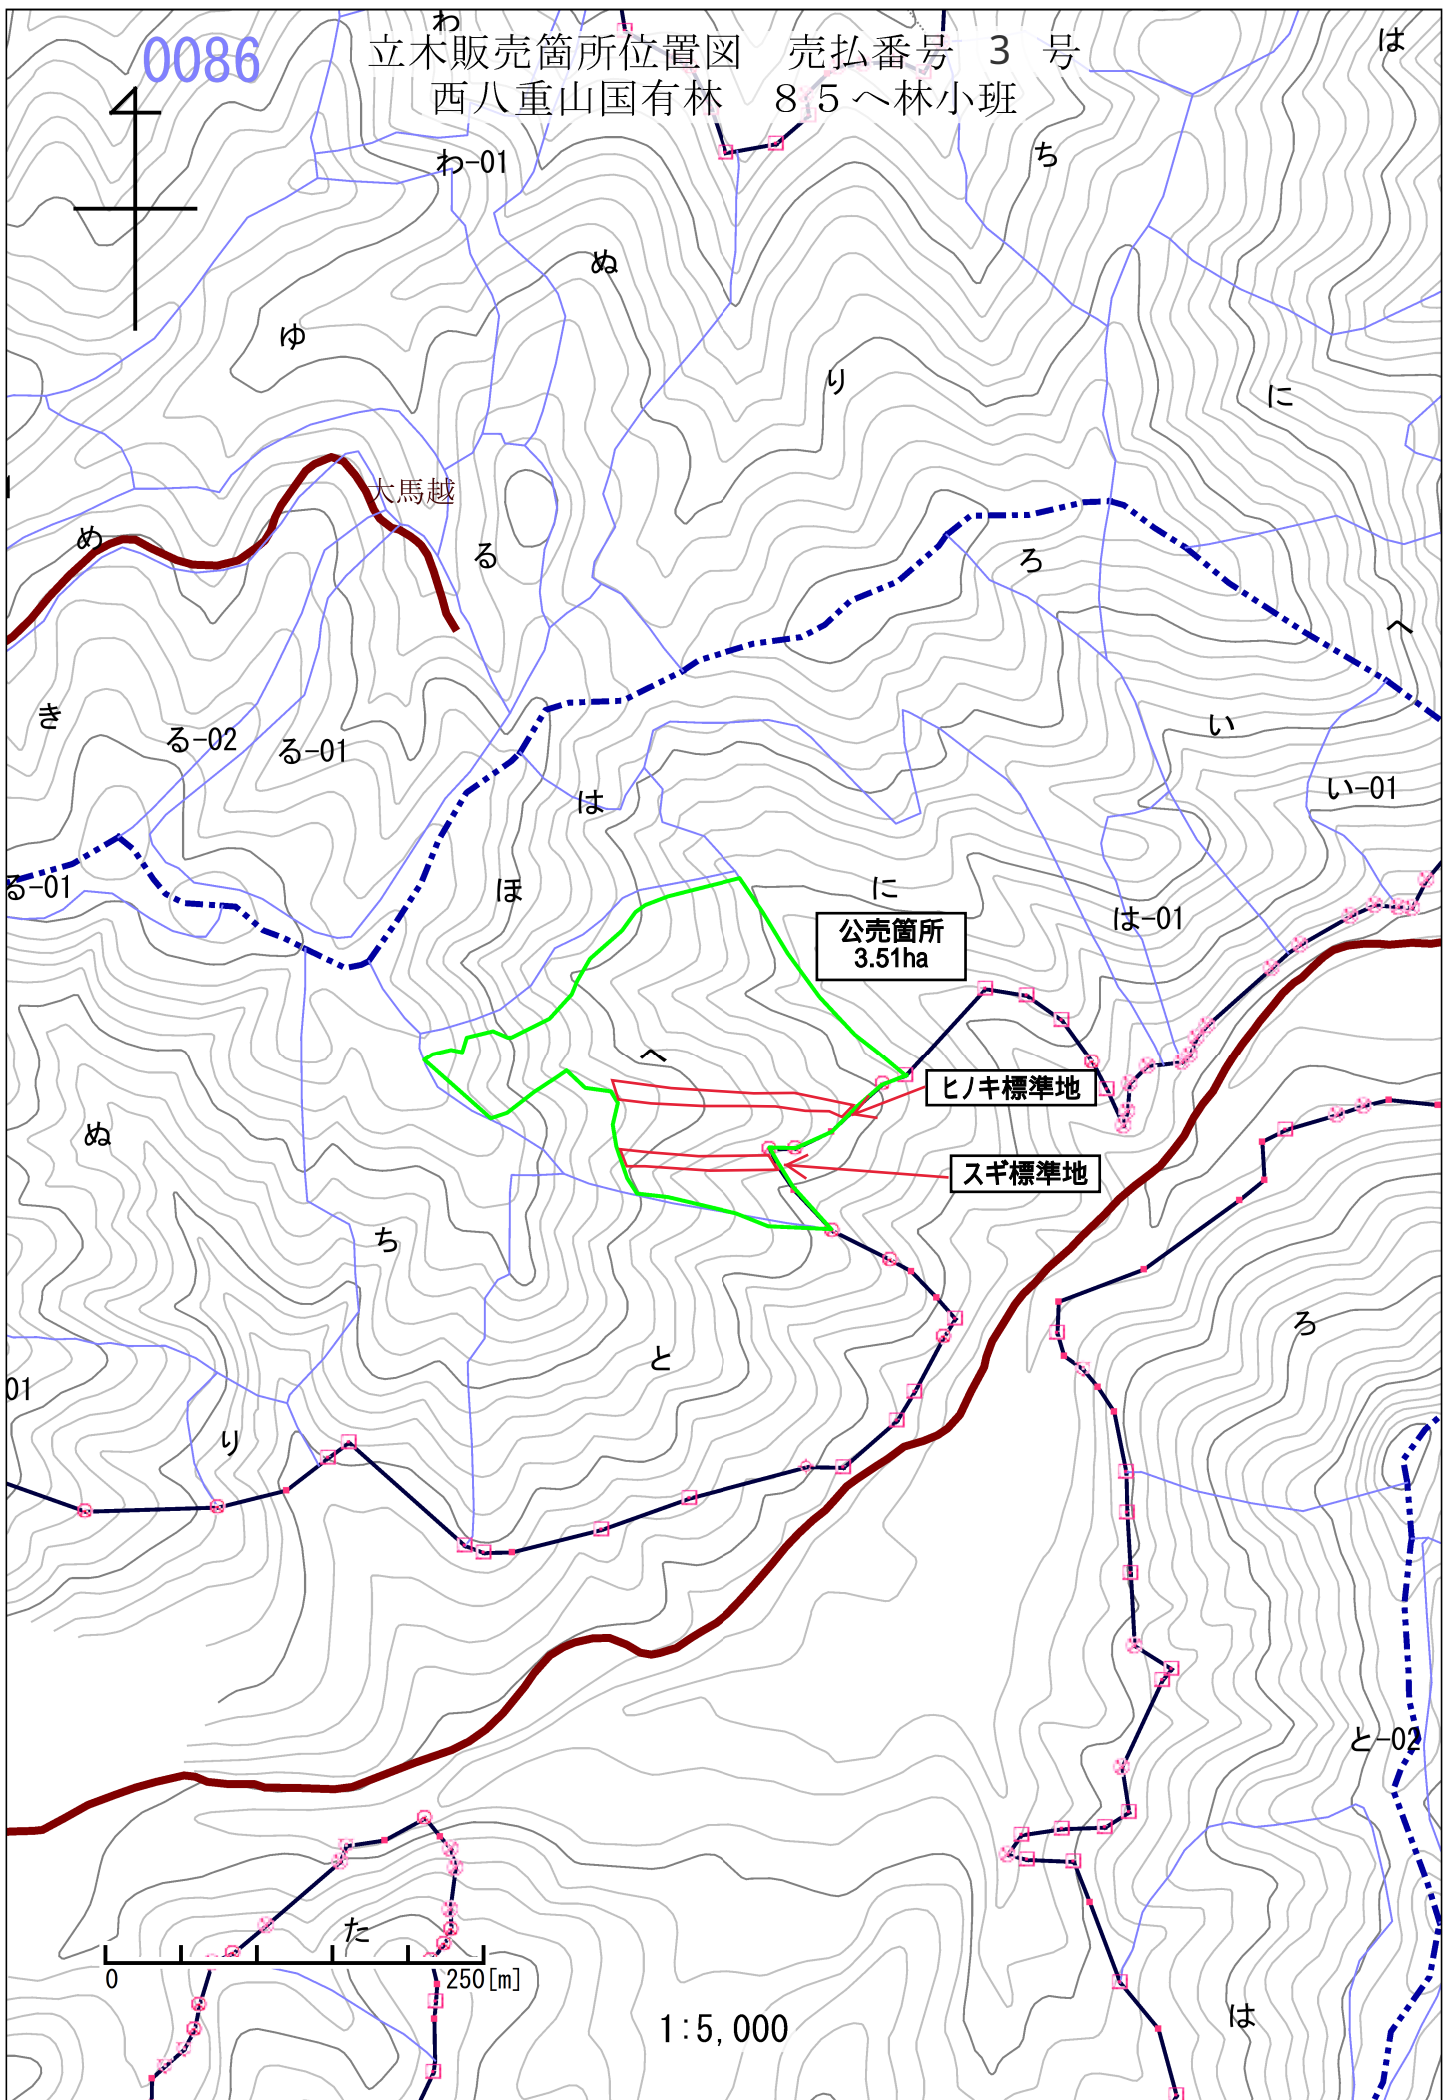 0086
立木販売箇所位置図 売払番号 3 号
西八重山国有林 85へ林小班
わ
は
わ-01
ち
ぬ
ゆ
り
に
大馬越
め
る
ろ
へ
き
る-02
る-01
い
い-01
は
る-01
ほ
に
は-01
公売箇所
3.51ha
へ
ヒノキ標準地
ぬ
スギ標準地
ち
ろ
と
01
り
と-02
た
0
250[m]
1:5,000
は